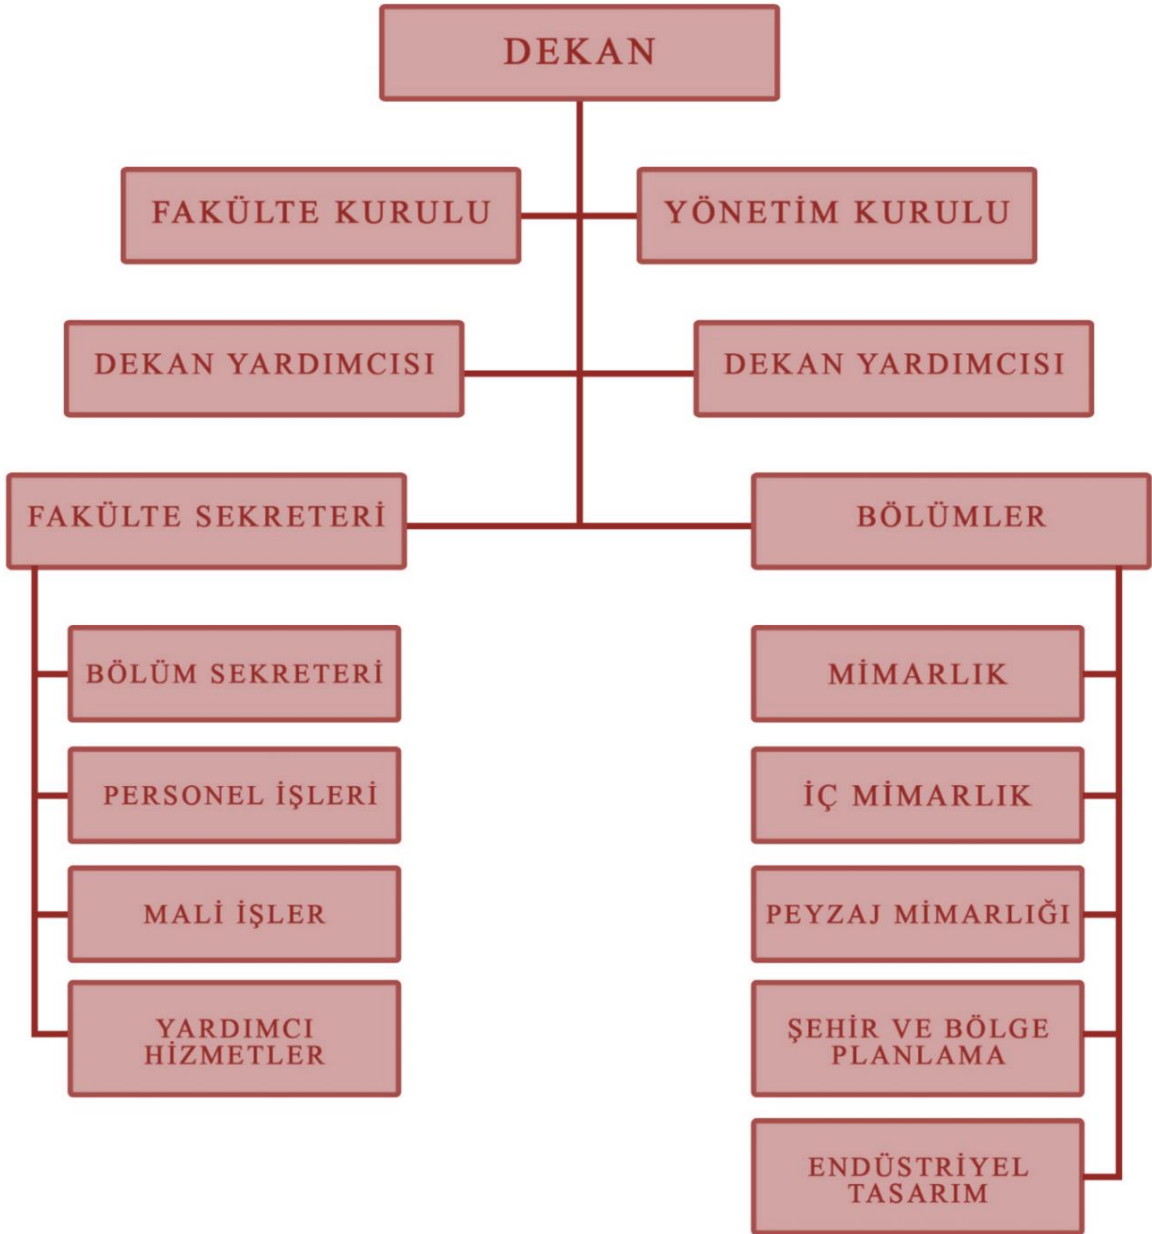 DEKAN
FAKÜLTE KURULU
YÖNETİM KURULU
DEKAN YARDIMCISI
DEKAN YARDIMCISI
FAKÜLTE SEKRETERİ
BÖLÜMLER
BÖLÜM SEKRETERİ
PERSONEL İŞLERİ
MALİ İŞLER
YARDIMCI
HİZMETLER
MİMARLIK
İÇ MİMARLIK
PEYZAJ MİMARLIĞI
ŞEHİR VE BÖLGE
PLANLAMA
ENDÜSTRİYEL
TASARIM